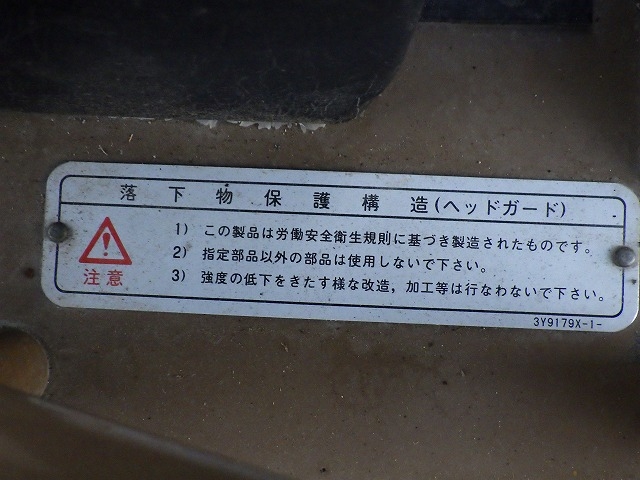 落下物保護構造(ヘッドガード)
1) この製品は労働安全衛生規則に基づき製造されたものです。
2) 指定部品以外の部品は使用しないで下さい。
3) 強度の低下をきたす様な改造,加工等は行なわないで下さい。
注意
3Y9179X-1-